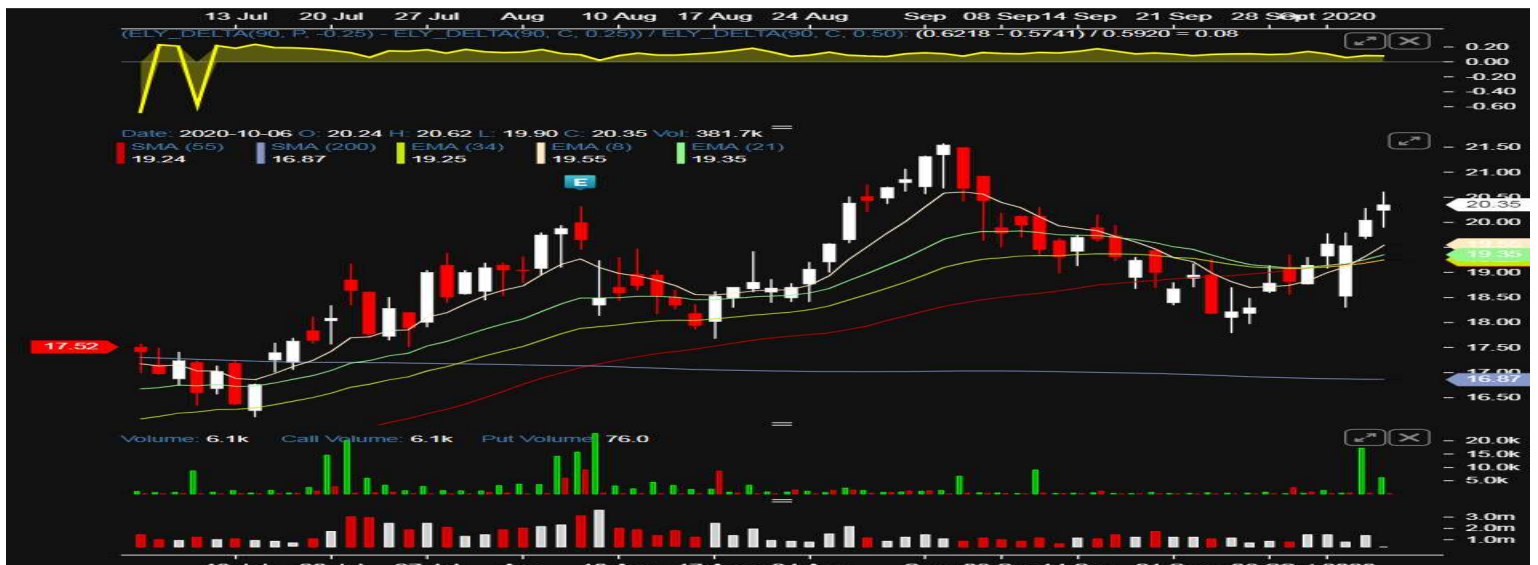 13 Jul 20 Jul 27 Jul Aug 10 Aug 17 Aug 24 Aug Sep 08 Sep 14 Sep 21 Sep 28 Sep 2020
(ELY_DELTA(90, P, -0.25) - ELY_DELTA(90, C, 0.25)) / ELY_DELTA(90, C, 0.50): (0.6218 - 0.5741) / 0.5920 = 0.08
0.20
0.00
-0.20
-0.40
-0.60
Date: 2020-10-06 O: 20.24 H: 20.62 L: 19.90 C: 20.35 Vol: 381.7k
SMA (55) SMA (200) EMA (34) EMA (8) EMA (21)
19.24 16.87 19.25 19.55 19.35
E
21.50
21.00
20.50
20.35
20.00
19.35
19.00
18.50
18.00
17.52
17.50
17.00
16.87
16.50
Volume: 6.1k Call Volume: 6.1k Put Volume: 76.0
20.0k
15.0k
10.0k
5.0k
3.0m
2.0m
1.0m